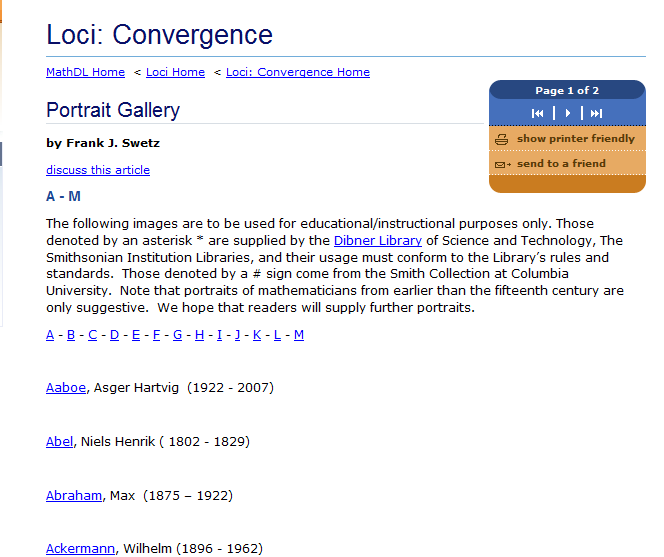 Loci: Convergence
MathDL Home < Loci Home < Loci: Convergence Home
Page 1 of 2
show printer friendly
send to a friend
Portrait Gallery
by Frank J. Swetz
discuss this article
A - M
The following images are to be used for educational/instructional purposes only. Those
denoted by an asterisk * are supplied by the Dibner Library of Science and Technology, The
Smithsonian Institution Libraries, and their usage must conform to the Library's rules and
standards. Those denoted by a # sign come from the Smith Collection at Columbia
University. Note that portraits of mathematicians from earlier than the fifteenth century are
only suggestive. We hope that readers will supply further portraits.
A - B - C - D - E - F - G - H - I - J - K - L - M
Aaboe, Asger Hartvig (1922 - 2007)
Abel, Niels Henrik ( 1802 - 1829)
Abraham, Max (1875 – 1922)
Ackermann, Wilhelm (1896 - 1962)